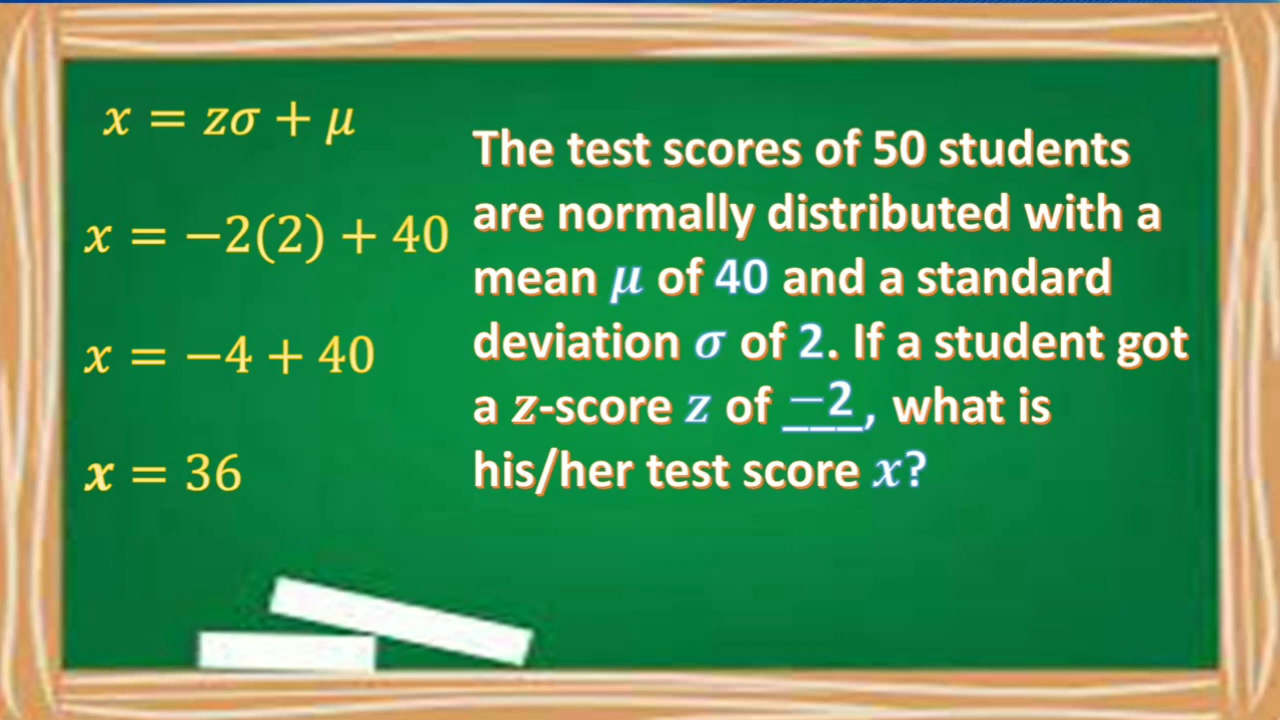 x = zσ + μ
x = −2(2) + 40
x = −4 + 40
x = 36
The test scores of 50 students
are normally distributed with a
mean μ of 40 and a standard
deviation σ of 2. If a student got
a z-score z of −2, what is
his/her test score x?